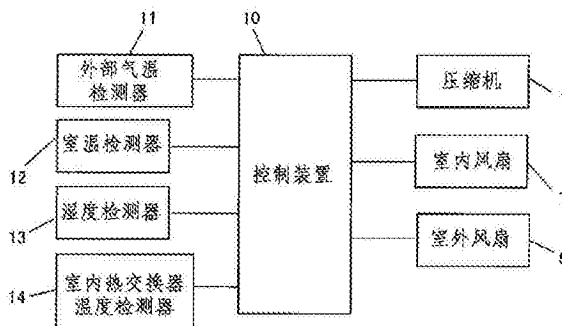 11
10
外部气温
检测器
压缩机
室温检测器
12
室内风扇
控制装置
湿度检测器
13
室外风扇
室内热交换器
温度检测器
14